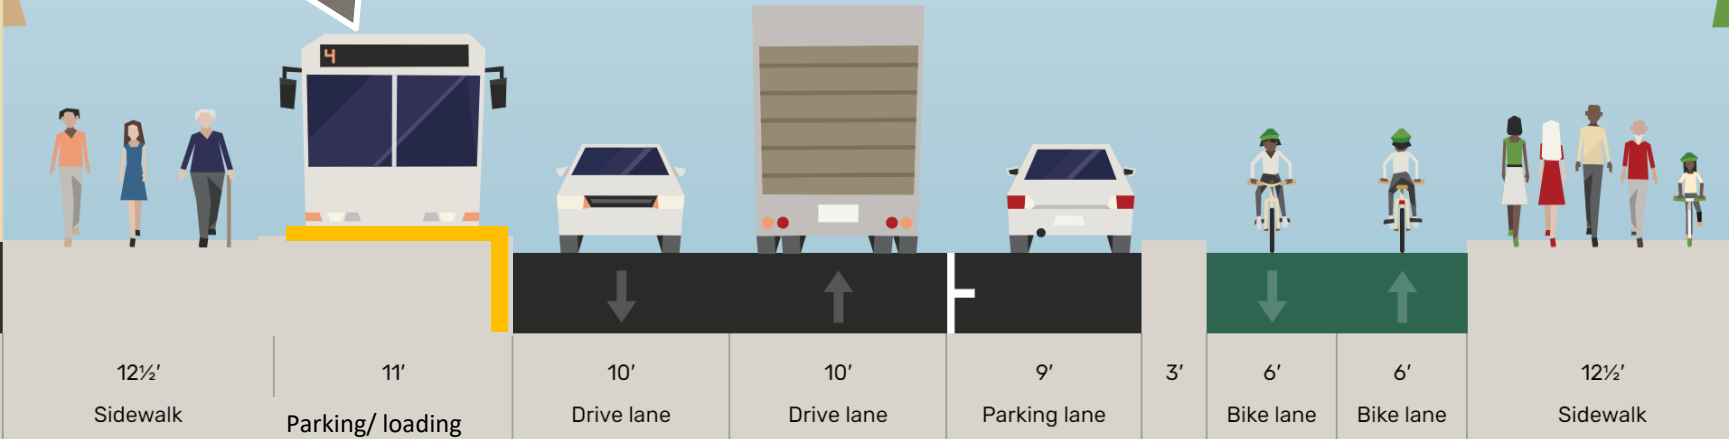 4
12½′ 11′ 10′ 10′ 9′ 3′ 6′ 6′ 12½′
Sidewalk Parking/ loading Drive lane Drive lane Parking lane Bike lane Bike lane Sidewalk